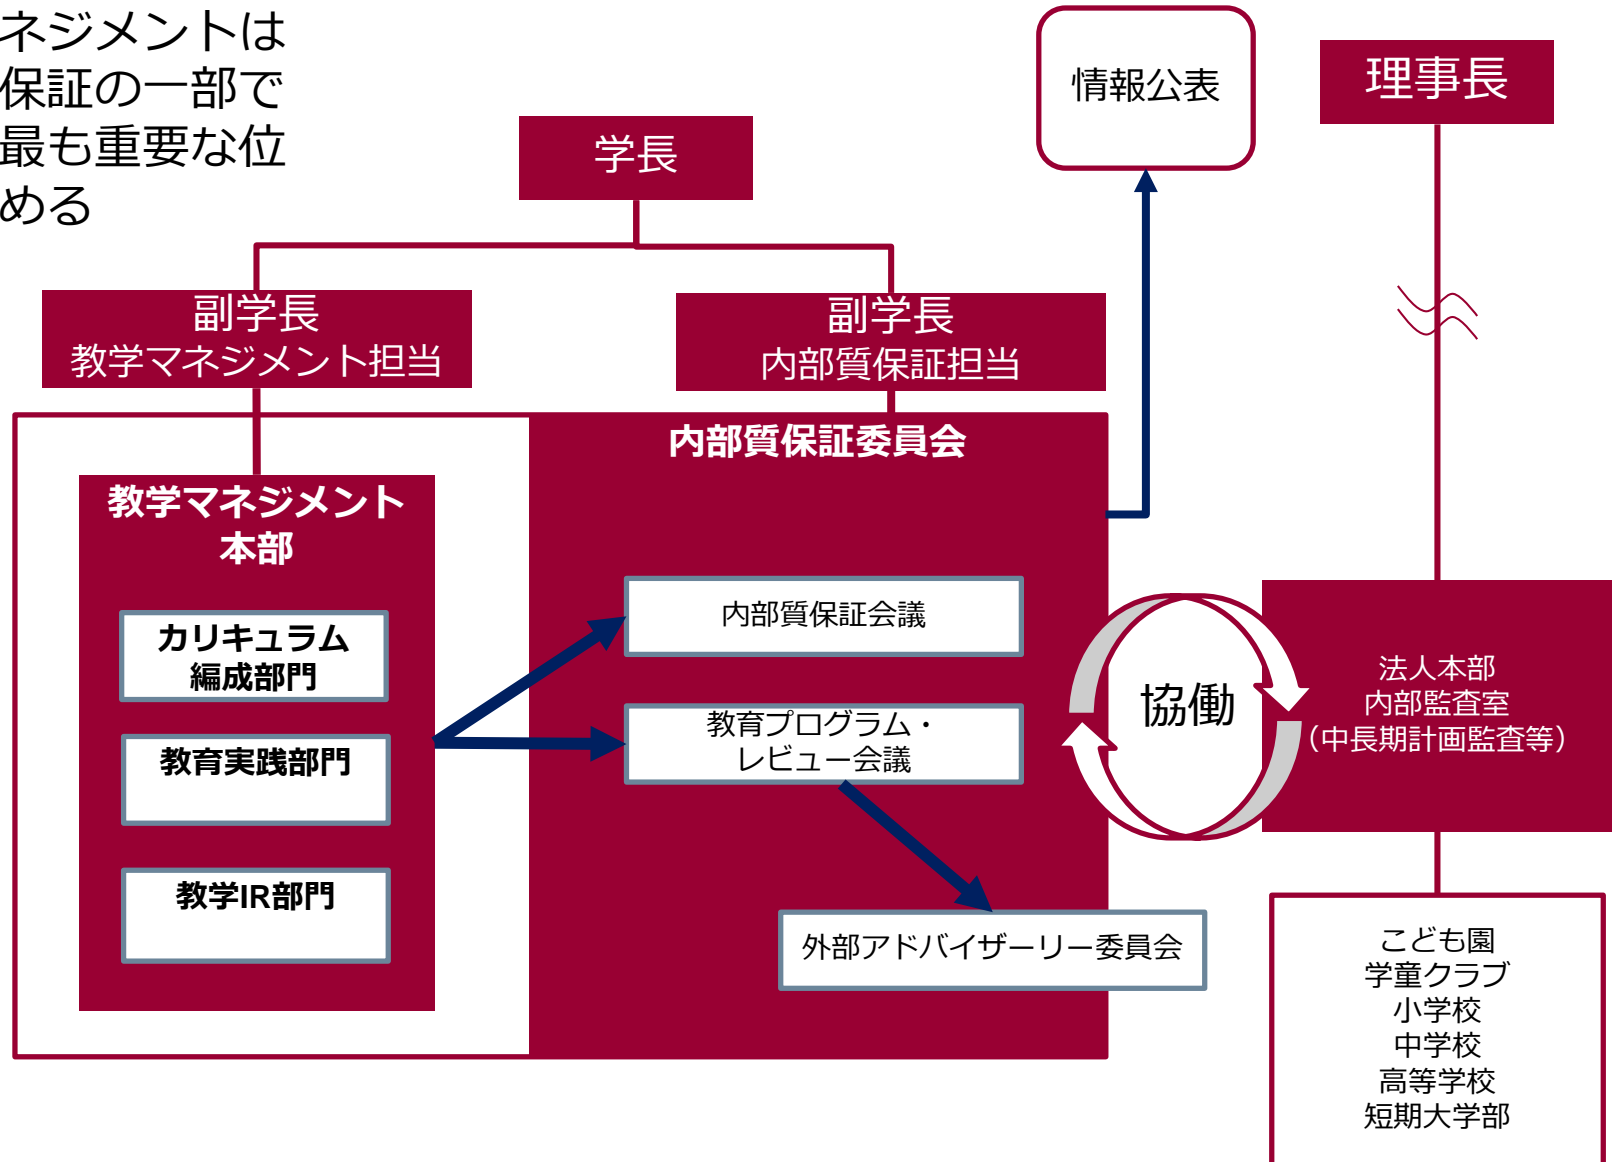 ネジメントは
保証の一部で
最も重要な位
める
情報公表
理事長
学長
副学長
教学マネジメント担当
副学長
内部質保証担当
内部質保証委員会
教学マネジメント
本部
カリキュラム
編成部門
教育実践部門
教学IR部門
内部質保証会議
教育プログラム・
レビュー会議
外部アドバイザーリー委員会
協働
法人本部
内部監査室
（中長期計画監査等）
こども園
学童クラブ
小学校
中学校
高等学校
短期大学部